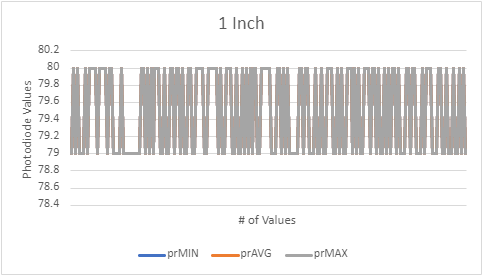 1 Inch
80.2
80
79.8
79.6
79.4
79.2
79
78.8
78.6
78.4
Photodiode Values
# of Values
prMIN prAVG prMAX